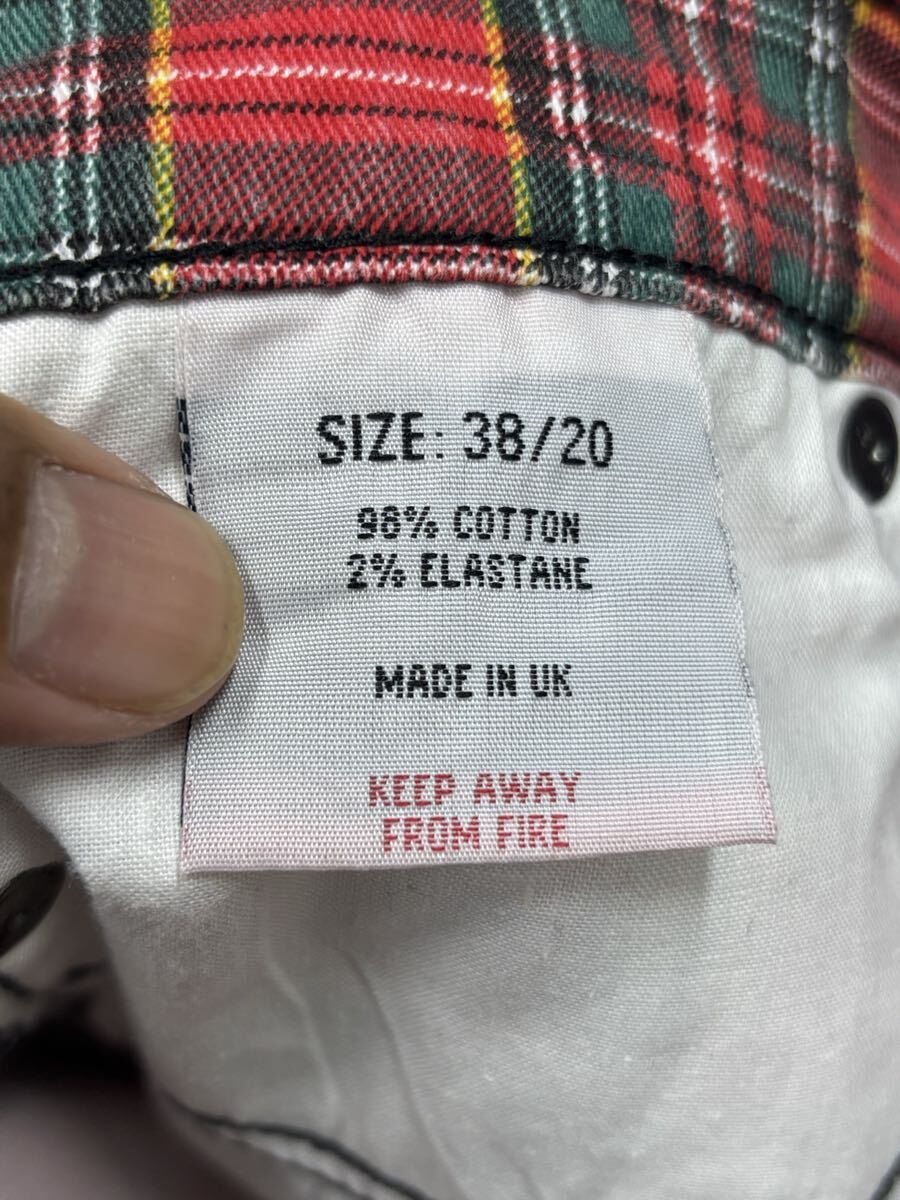 SIZE: 38/20
98% COTTON
2% ELASTANE
MADE IN UK
KEEP AWAY
FROM FIRE